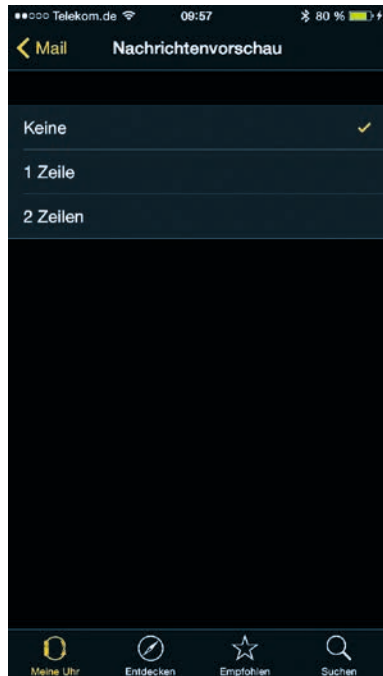 Telekom.de 09:57 80 %
Mail Nachrichtenvorschau
Keine
1 Zeile
2 Zeilen
Meine Uhr Entdecken Empfohlen Suchen